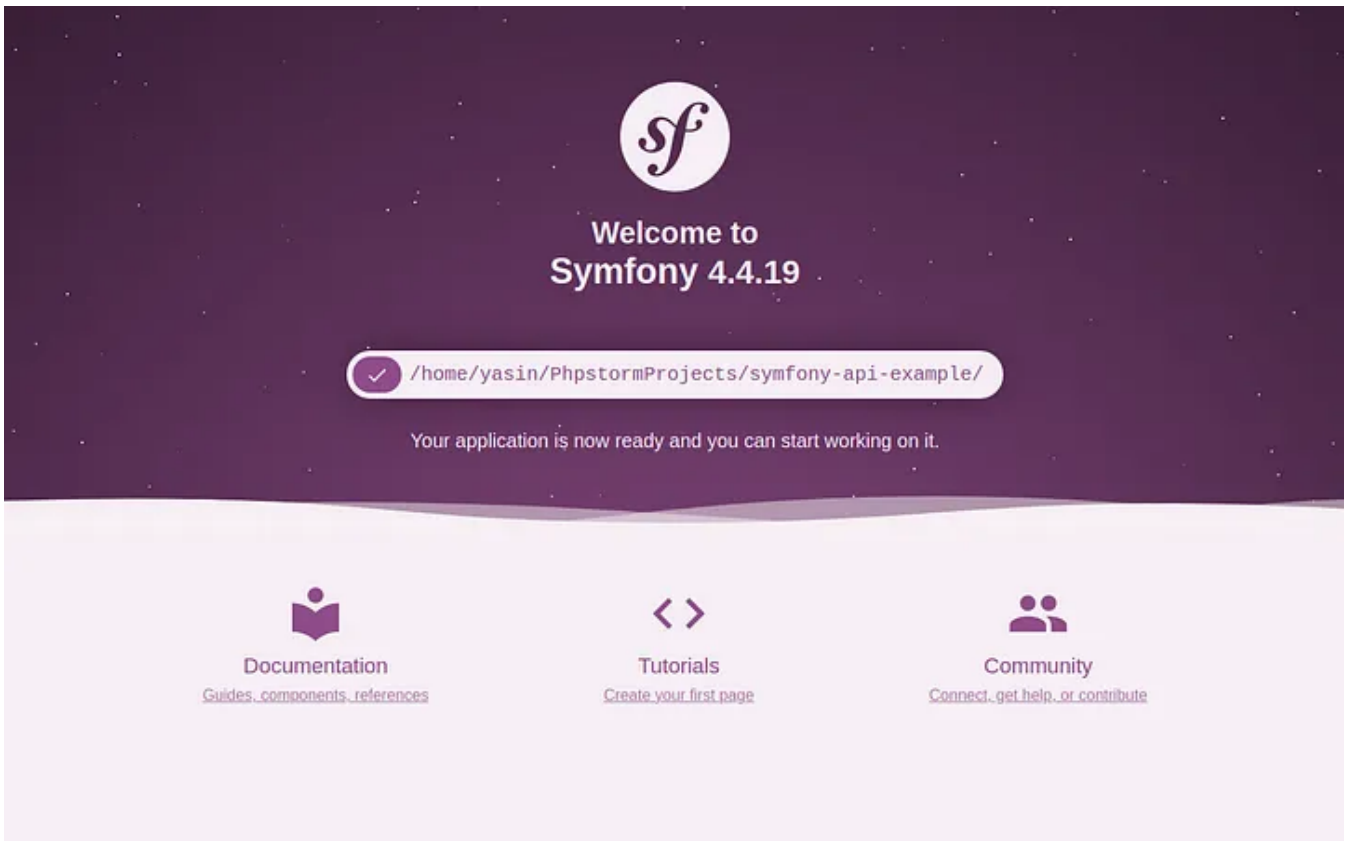 sf
Welcome to
Symfony 4.4.19
/home/yasin/PhpstormProjects/symfony-api-example/
Your application is now ready and you can start working on it.
Documentation
Guides, components, references
Tutorials
Create your first page
Community
Connect, get help, or contribute